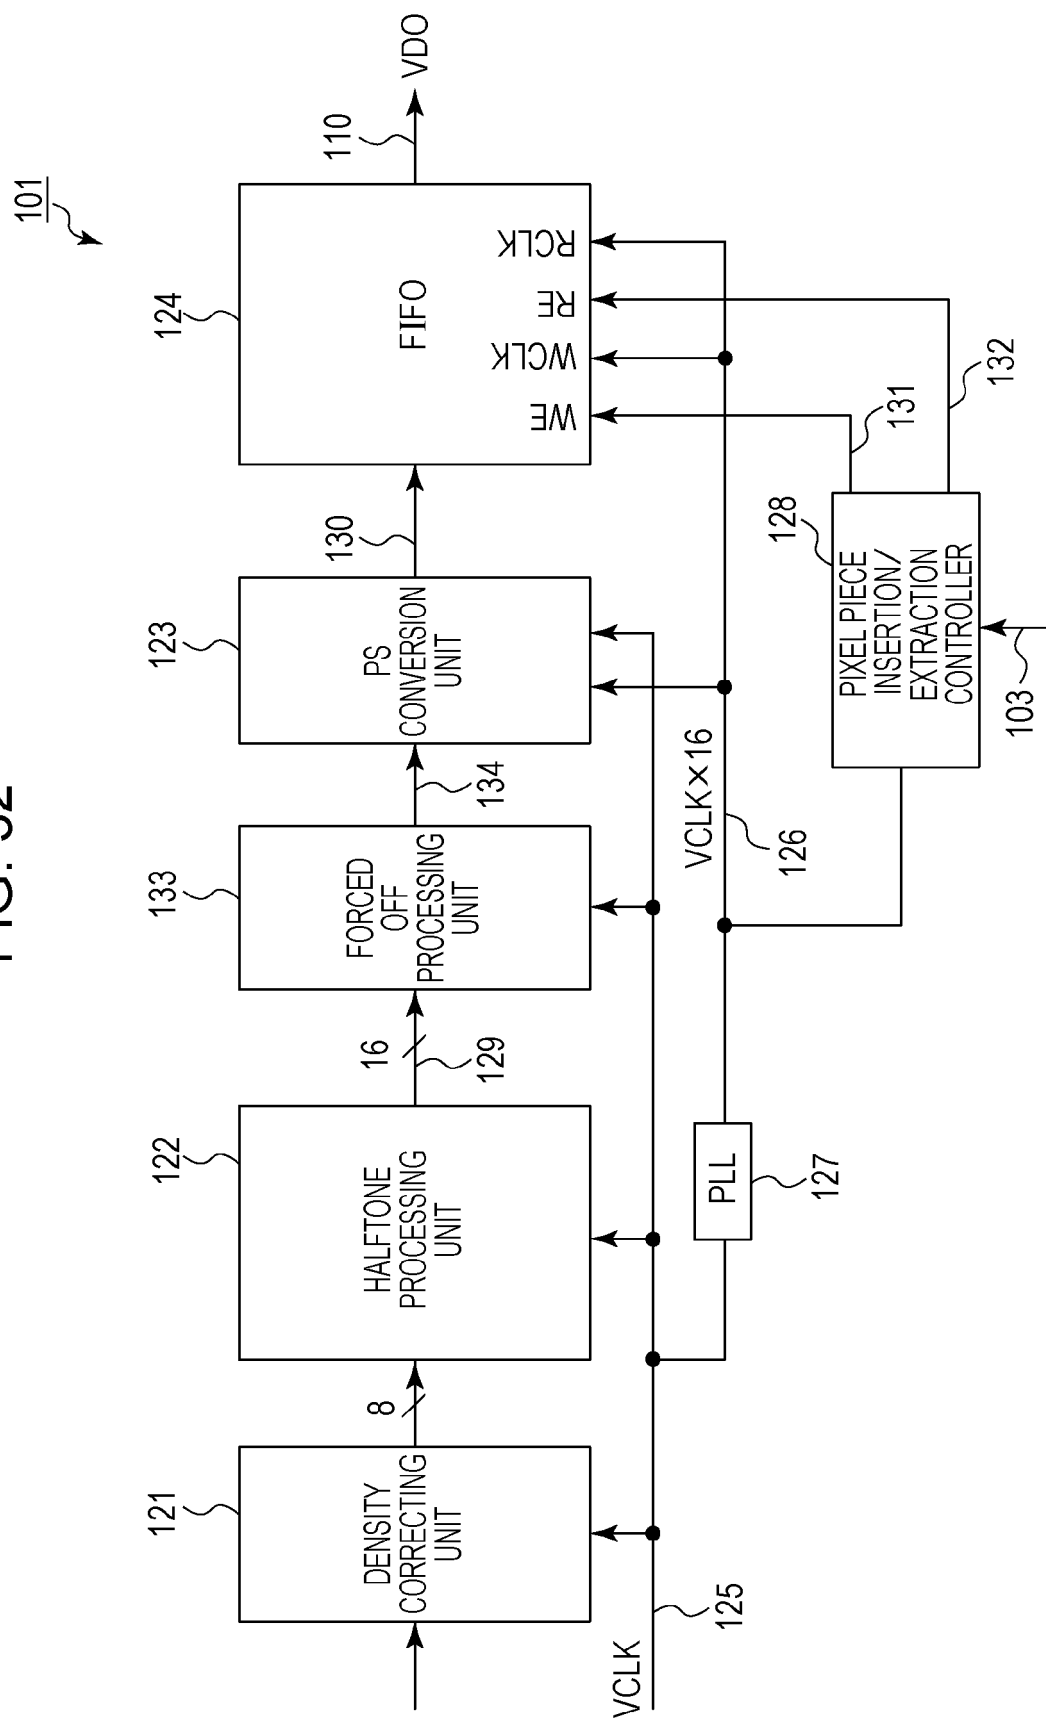 101
121
DENSITY
CORRECTING
UNIT
8
122
HALFTONE
PROCESSING
UNIT
16
129
133
FORCED
OFF
PROCESSING
UNIT
134
123
PS
CONVERSION
UNIT
130
124
FIFO
WE
WCLK
RE
RCLK
110
VDO
VCLK
125
PLL
127
VCLK×16
126
128
PIXEL PIECE
INSERTION/
EXTRACTION
CONTROLLER
103
131
132